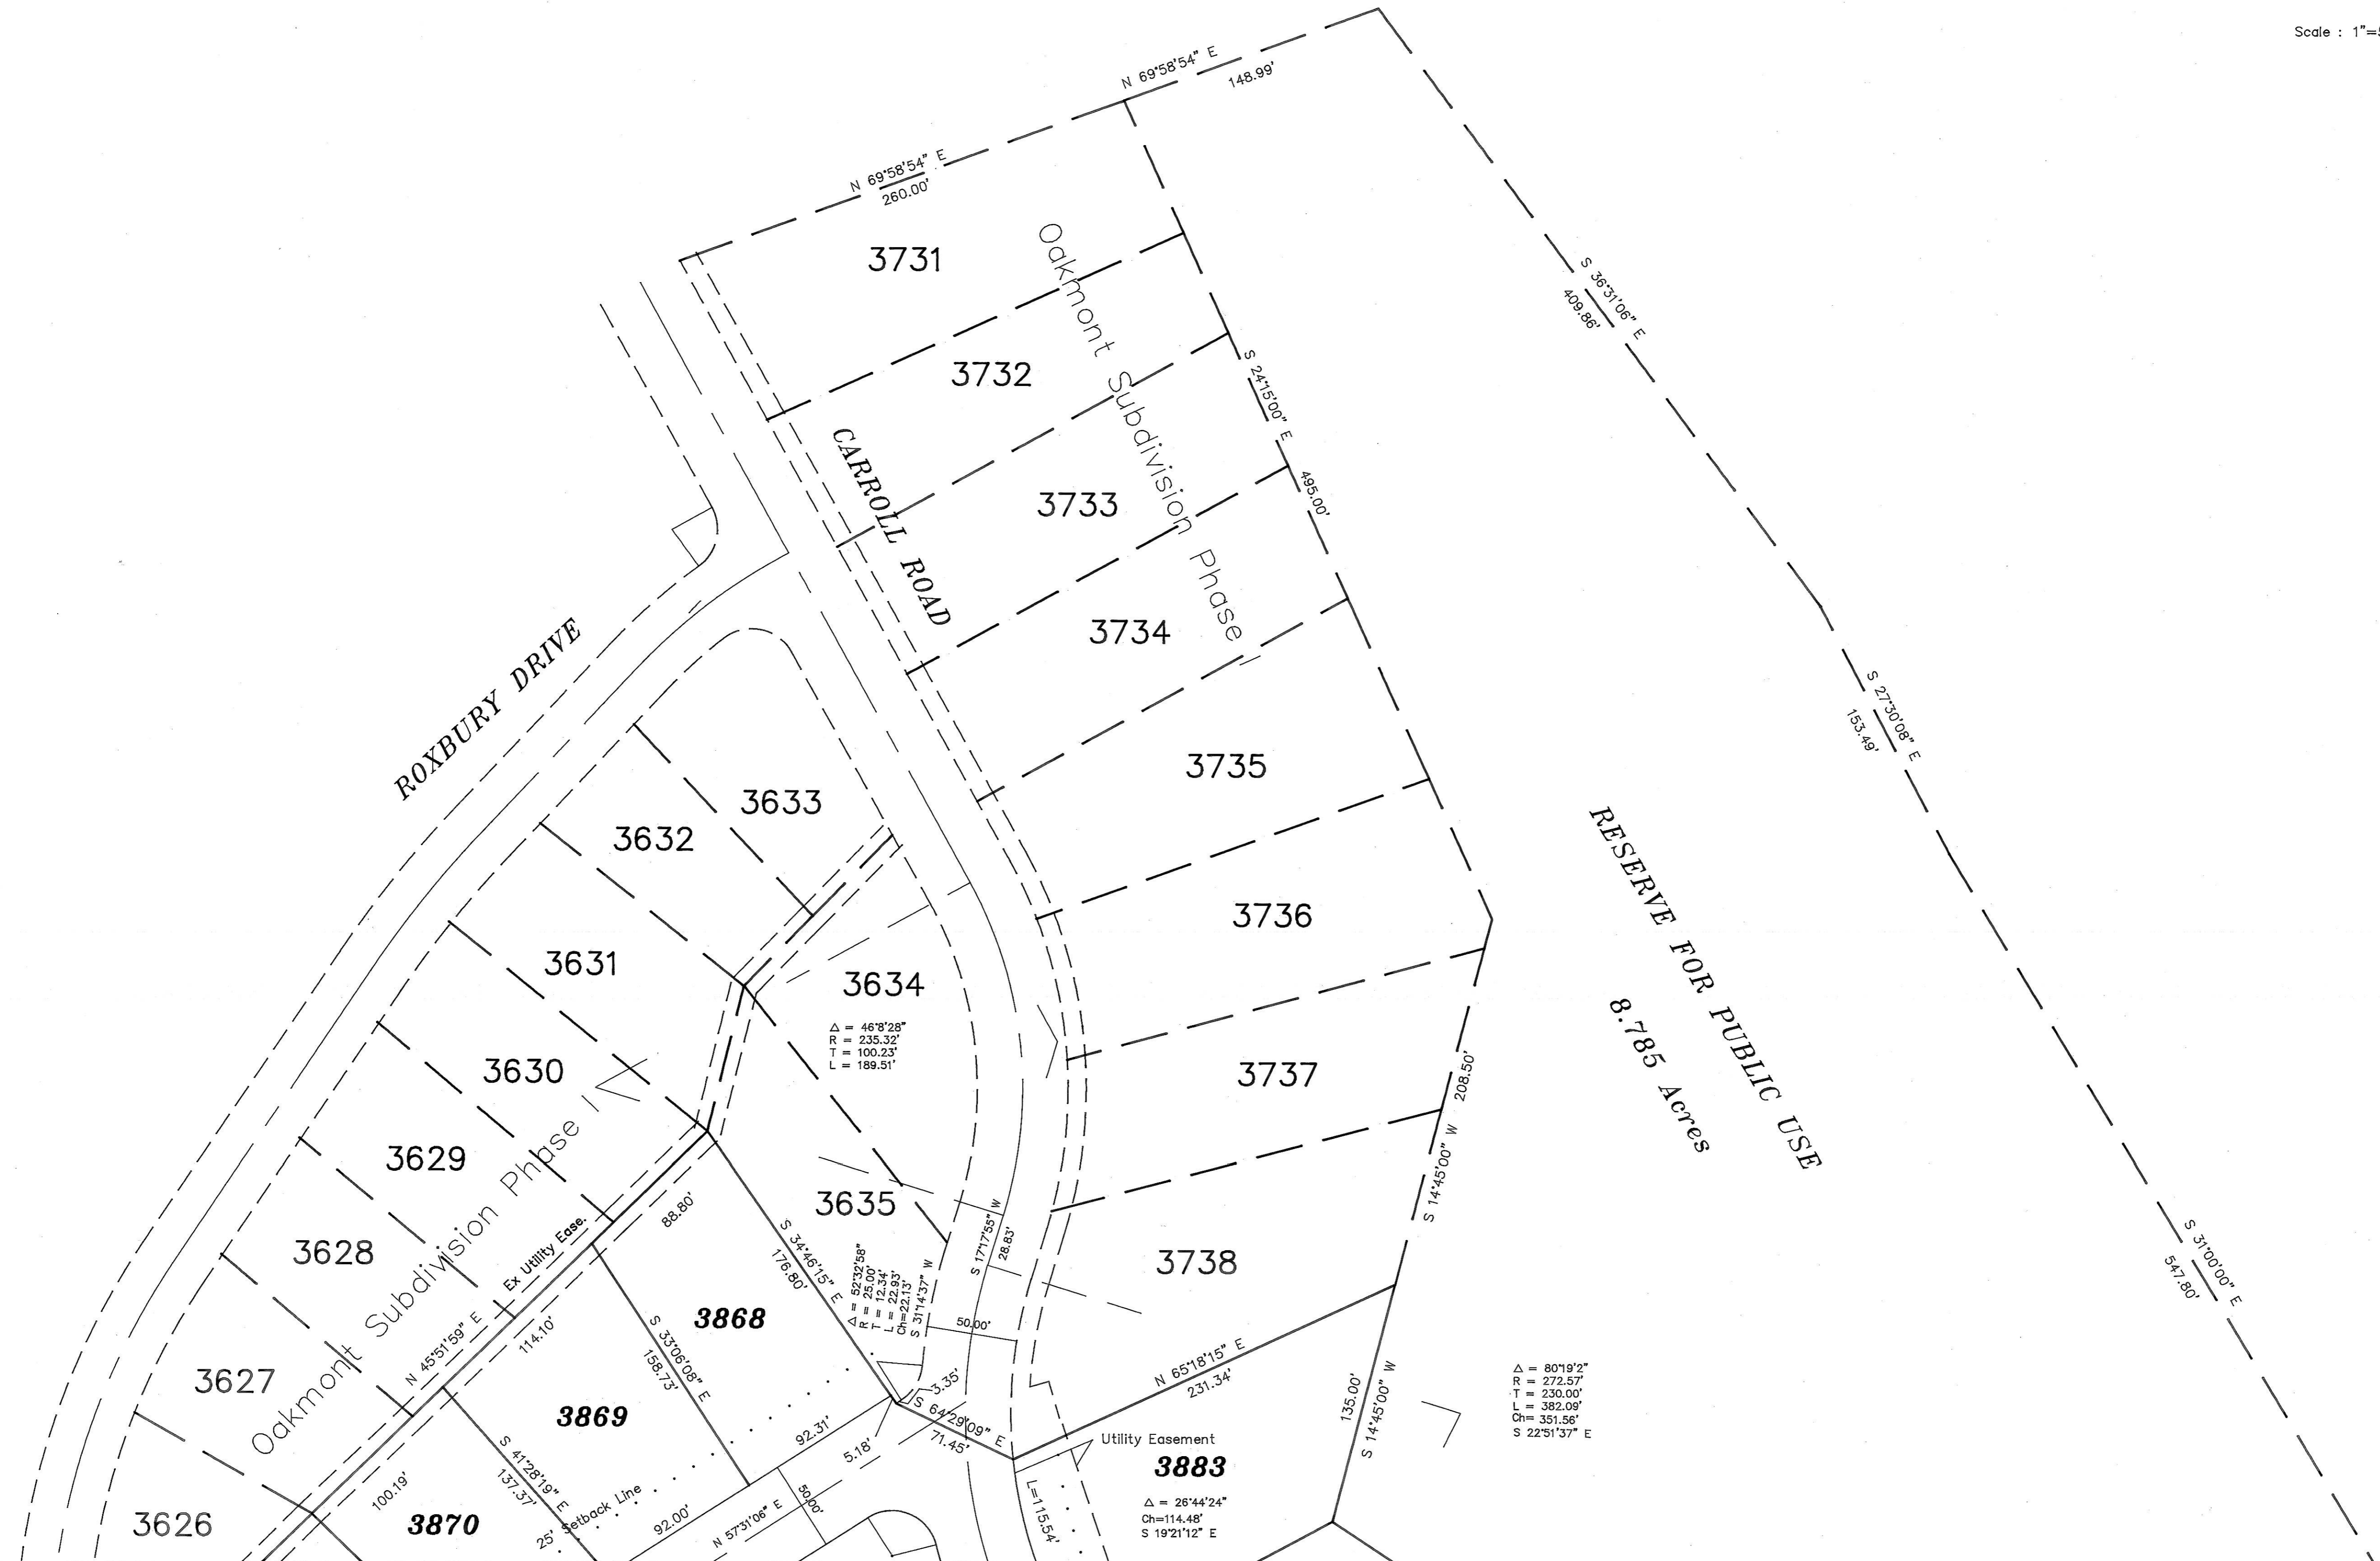 Scale : 1"=
N 69°58'54" E
148.99'
N 69°58'54" E
260.00'
3731
Oakmont Subdivision Phase I
S 36°31'06" E
409.86'
3732
S 24°15'00" E
495.00'
CARROLL ROAD
3733
3734
ROXBURY DRIVE
S 27°30'08" E
153.49'
3735
3633
3632
RESERVE FOR PUBLIC USE
8.785 Acres
3736
3631
3634
Δ = 46°8'28"
R = 235.32'
T = 100.23'
L = 189.51'
3630
3737
208.50'
S 14°45'00" W
3629
Oakmont Subdivision Phase I
88.80'
3635
S 34°46'15" E
176.80'
S 17°17'55" W
28.83'
3628
Ex Utility Ease.
3738
S 31°00'00" E
547.80'
Δ = 52°32'58"
R = 25.00'
T = 12.34'
L = 22.93'
Ch=22.13'
S 31°14'37" W
3868
50.00'
N 45°51'59" E
114.10'
S 33°06'08" E
158.73'
3627
3.35'
N 65°18'15" E
231.34'
135.00'
S 14°45'00" W
Δ = 80°19'2"
R = 272.57'
T = 230.00'
L = 382.09'
Ch= 351.56'
S 22°51'37" E
3869
92.31'
5.18'
S 64°29'09" E
71.45'
Utility Easement
3883
S 41°28'19" E
137.37'
100.19'
3626
3870
25' Setback Line
92.00'
50.00'
N 57°31'06" E
L=115.54'
Δ = 26°44'24"
Ch=114.48'
S 19°21'12" E